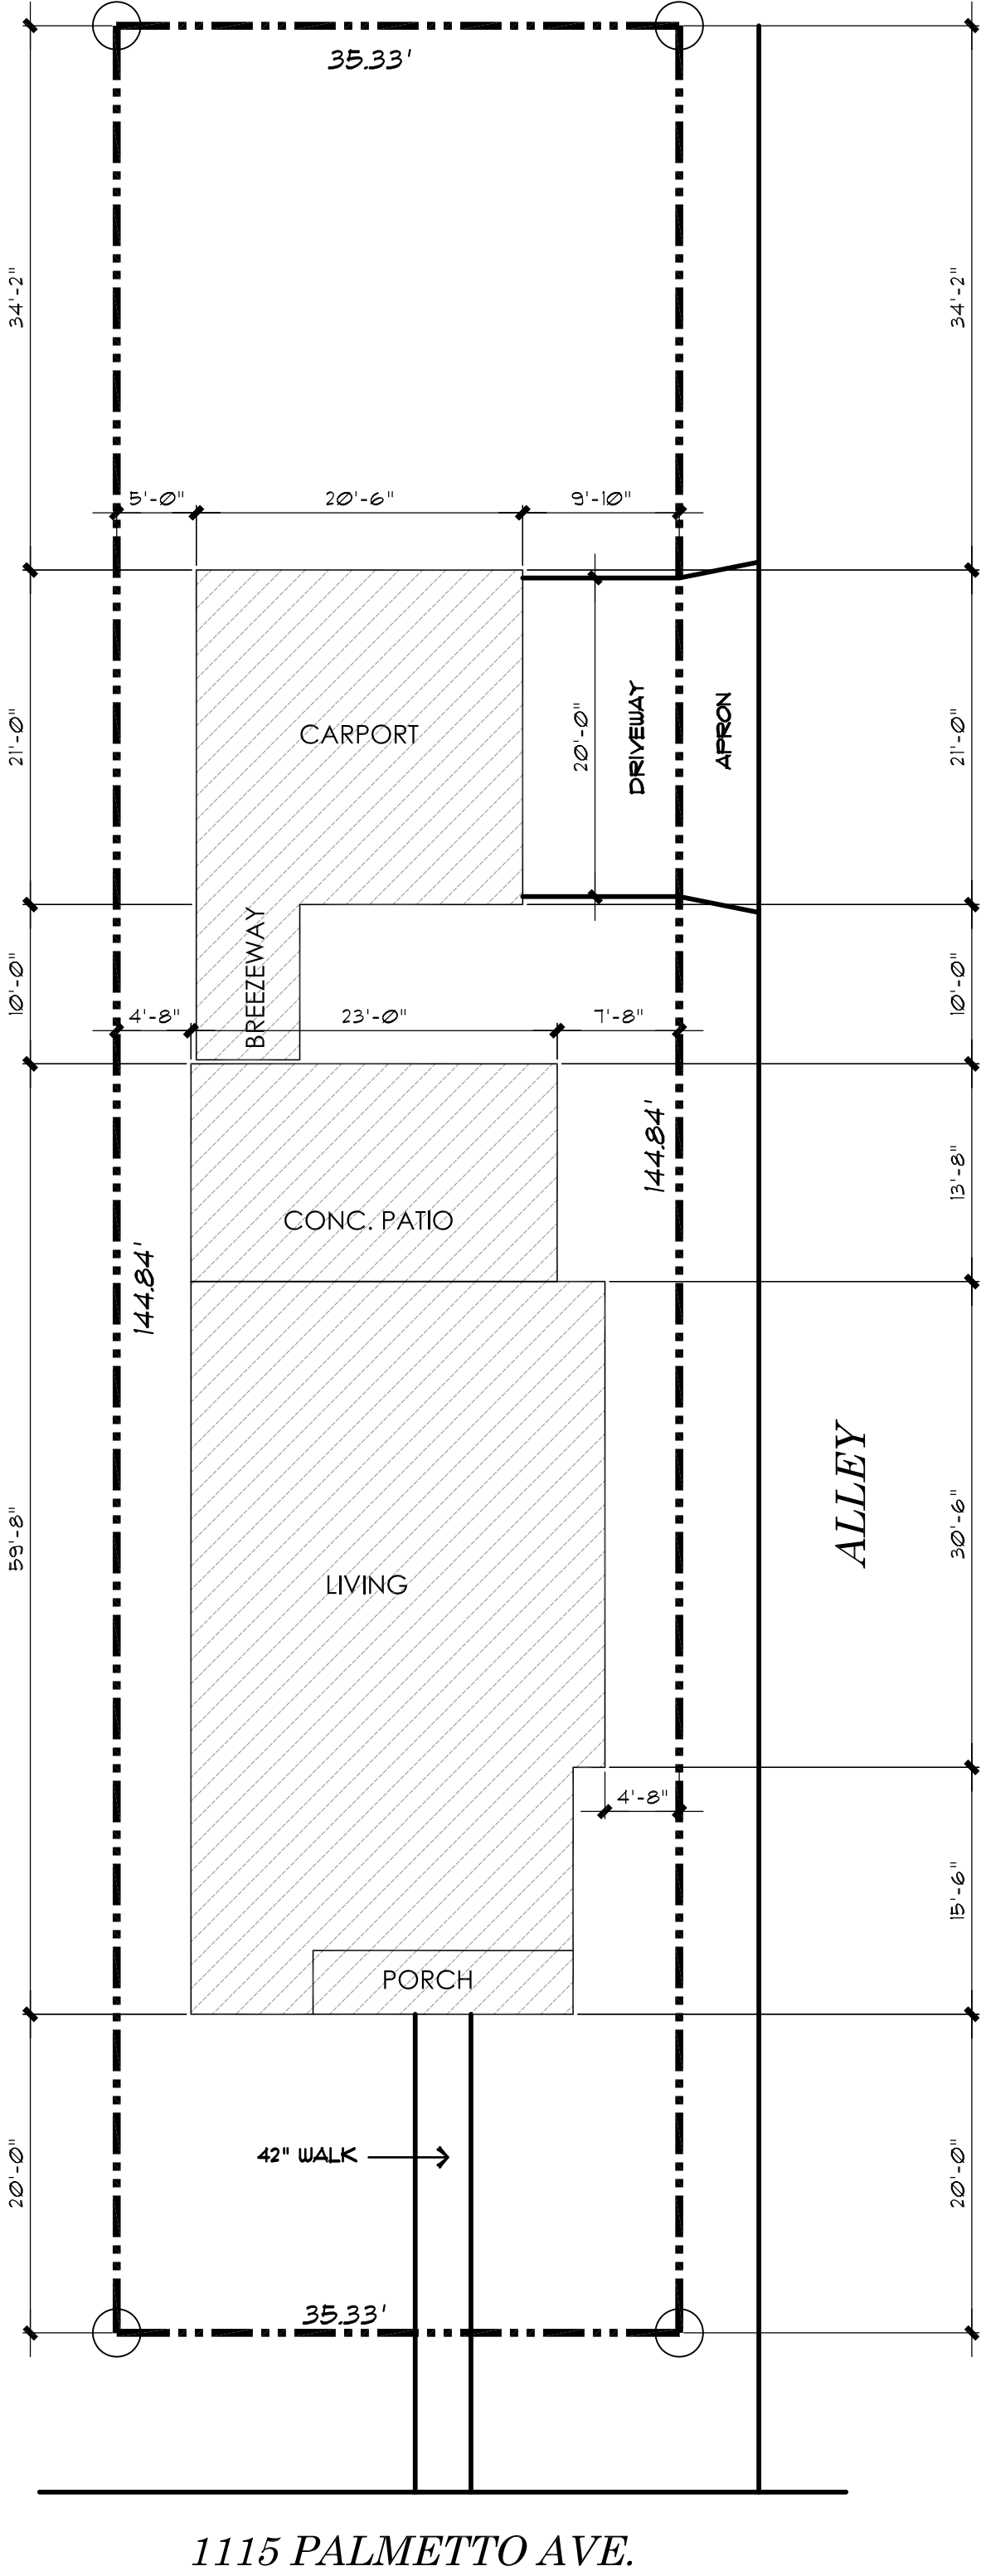 35.33'
34'-2"
34'-2"
5'-0"
20'-6"
9'-10"
21'-0"
CARPORT
20'-0"
DRIVEWAY
APRON
21'-0"
10'-0"
BREEZEWAY
10'-0"
4'-8"
23'-0"
7'-8"
144.84'
13'-8"
CONC. PATIO
144.84'
59'-8"
LIVING
ALLEY
30'-6"
4'-8"
15'-6"
PORCH
20'-0"
42" WALK
20'-0"
35.33'
1115 PALMETTO AVE.